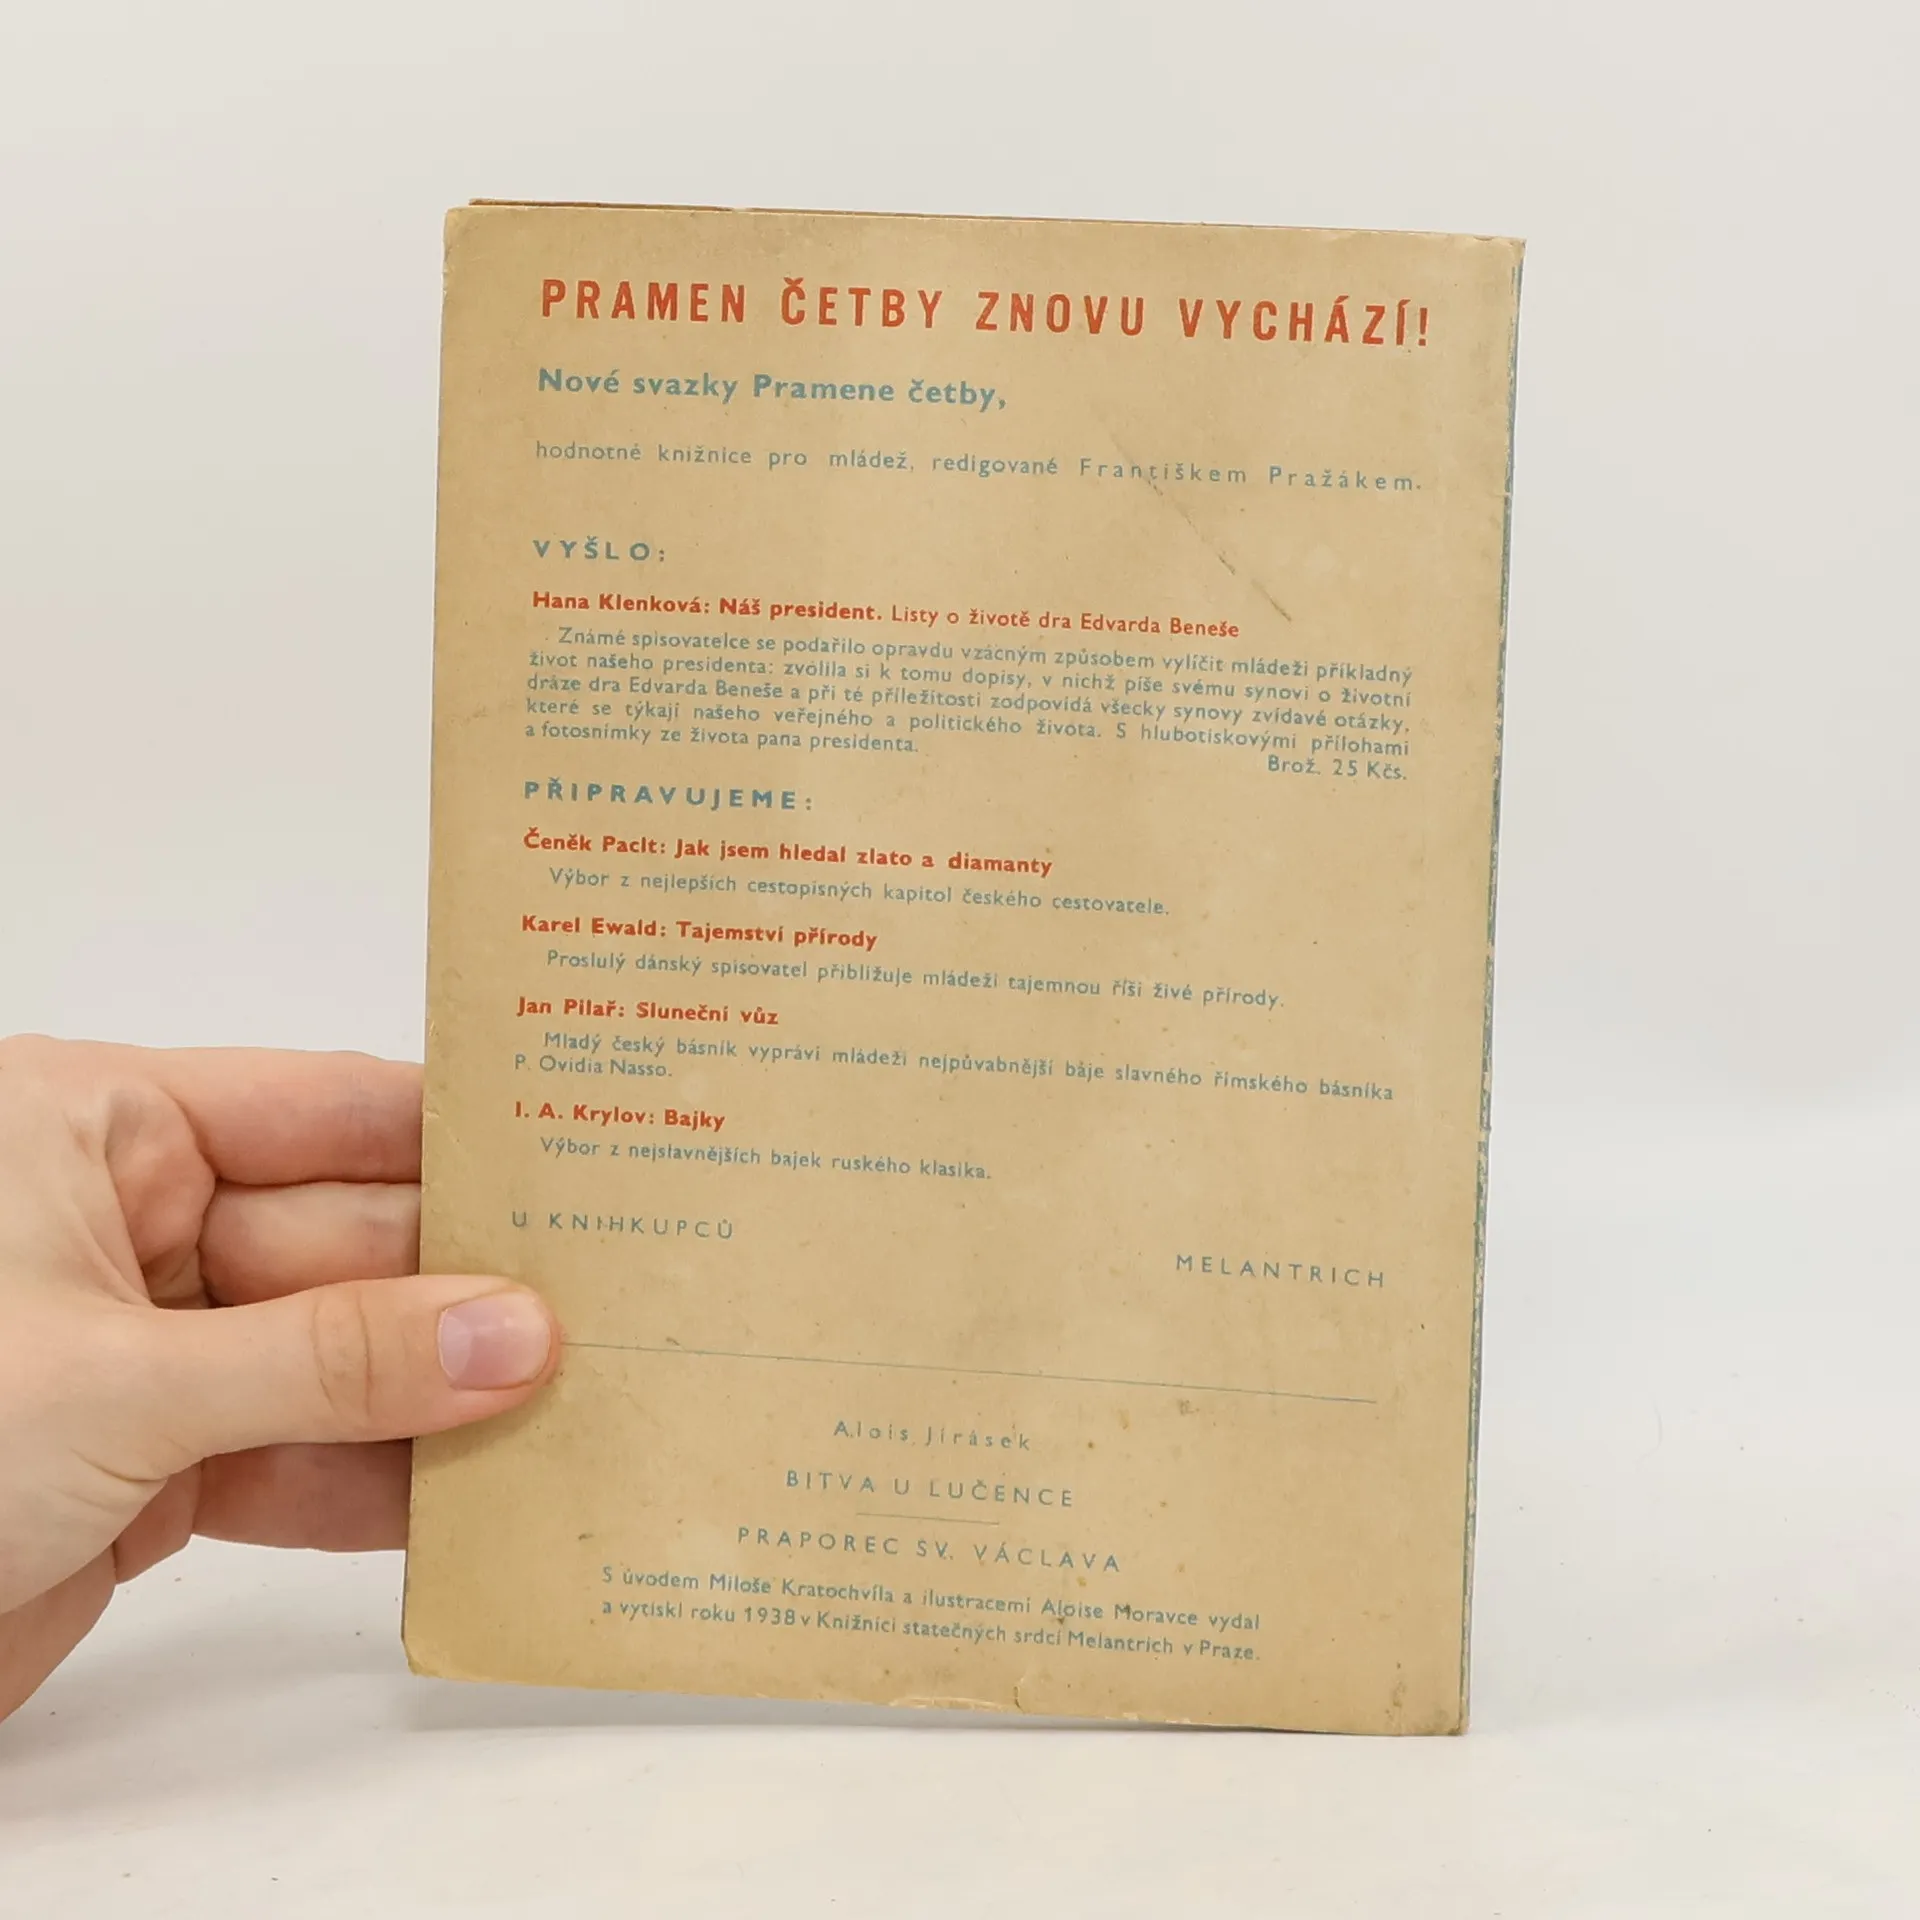 PRAMEN ČETBY ZNOVU VYCHÁZÍ!
Nové svazky Pramene četby,
hodnotné knižnice pro mládež, redigované Františkem Pražákem.
VYŠLO:
Hana Klenková: Náš president. Listy o životě dra Edvarda Beneše
Známé spisovatelce se podařilo opravdu vzácným způsobem vylíčit mládeži příkladný
život našeho presidenta: zvolila si k tomu dopisy, v nichž píše svému synovi o životní
dráze dra Edvarda Beneše a při té příležitosti zodpovídá všecky synovy zvídavé otázky,
které se týkají našeho veřejného a politického života. S hlubotiskovými přílohami
a fotosnímky ze života pana presidenta.
Brož. 25 Kčs.
PŘIPRAVUJEME:
Čeněk Paclt: Jak jsem hledal zlato a diamanty
Výbor z nejlepších cestopisných kapitol českého cestovatele.
Karel Ewald: Tajemství přírody
Proslulý dánský spisovatel přibližuje mládeži tajemnou říši živé přírody.
Jan Pilař: Sluneční vůz
Mladý český básník vypráví mládeži nejpůvabnější báje slavného římského básníka
P. Ovidia Nasso.
I. A. Krylov: Bajky
Výbor z nejslavnějších bajek ruského klasika.
U KNIHKUPCŮ
MELANTRICH
Alois Jirásek
BITVA U LUČENCE
PRAPOREC SV. VÁCLAVA
S úvodem Miloše Kratochvíla a ilustracemi Aloise Moravce vydal
a vytiskl roku 1938 v Knižnici statečných srdcí Melantrich v Praze.